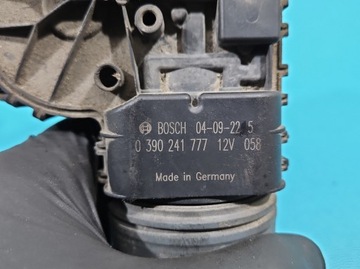 BOSCH 04-09-22 5
0 390 241 777 12V 058
Made in Germany